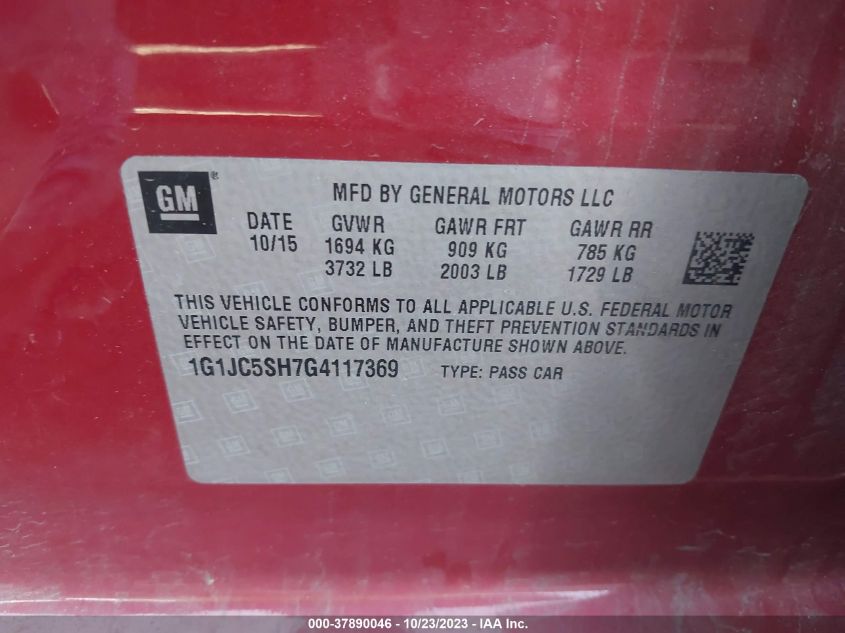 GM ®
MFD BY GENERAL MOTORS LLC
DATE GVWR GAWR FRT GAWR RR
10/15 1694 KG 909 KG 785 KG
3732 LB 2003 LB 1729 LB
THIS VEHICLE CONFORMS TO ALL APPLICABLE U.S. FEDERAL MOTOR
VEHICLE SAFETY, BUMPER, AND THEFT PREVENTION STANDARDS IN
EFFECT ON THE DATE OF MANUFACTURE SHOWN ABOVE.
1G1JC5SH7G4117369 TYPE: PASS CAR
000-37890046 - 10/23/2023 - IAA Inc.